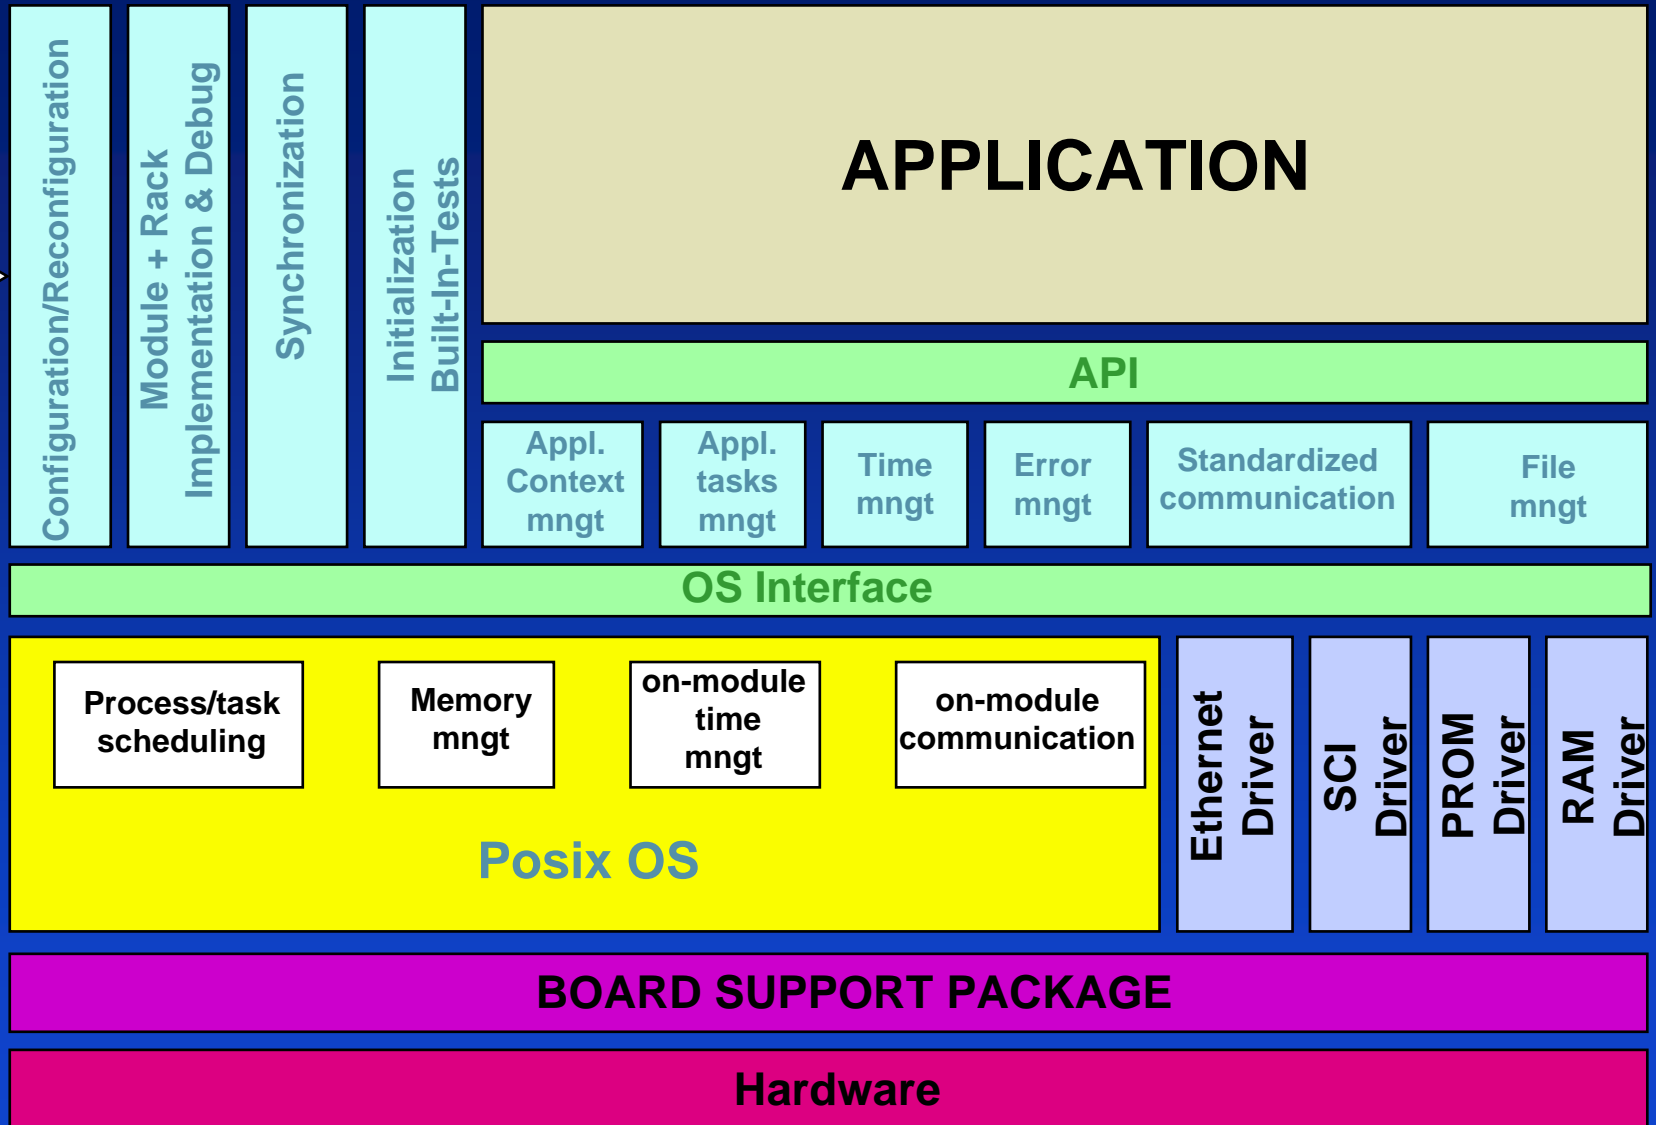 Configuration/Reconfiguration
Module + Rack
Implementation & Debug
Synchronization
Initialization
Built-In-Tests
APPLICATION
API
Appl.
Context
mngt
Appl.
tasks
mngt
Time
mngt
Error
mngt
Standardized
communication
File
mngt
OS Interface
Process/task
scheduling
Memory
mngt
on-module
time
mngt
on-module
communication
Posix OS
Ethernet
Driver
SCI
Driver
PROM
Driver
RAM
Driver
BOARD SUPPORT PACKAGE
Hardware